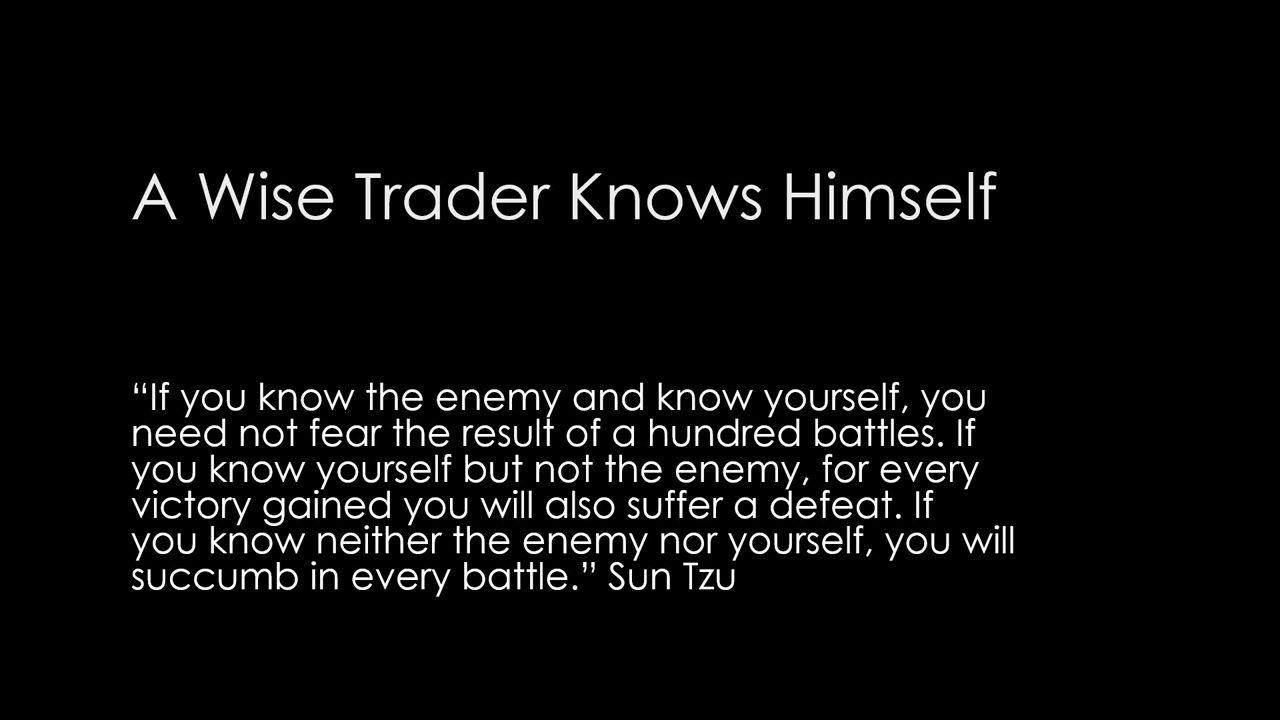 A Wise Trader Knows Himself
“If you know the enemy and know yourself, you
need not fear the result of a hundred battles. If
you know yourself but not the enemy, for every
victory gained you will also suffer a defeat. If
you know neither the enemy nor yourself, you will
succumb in every battle.” Sun Tzu